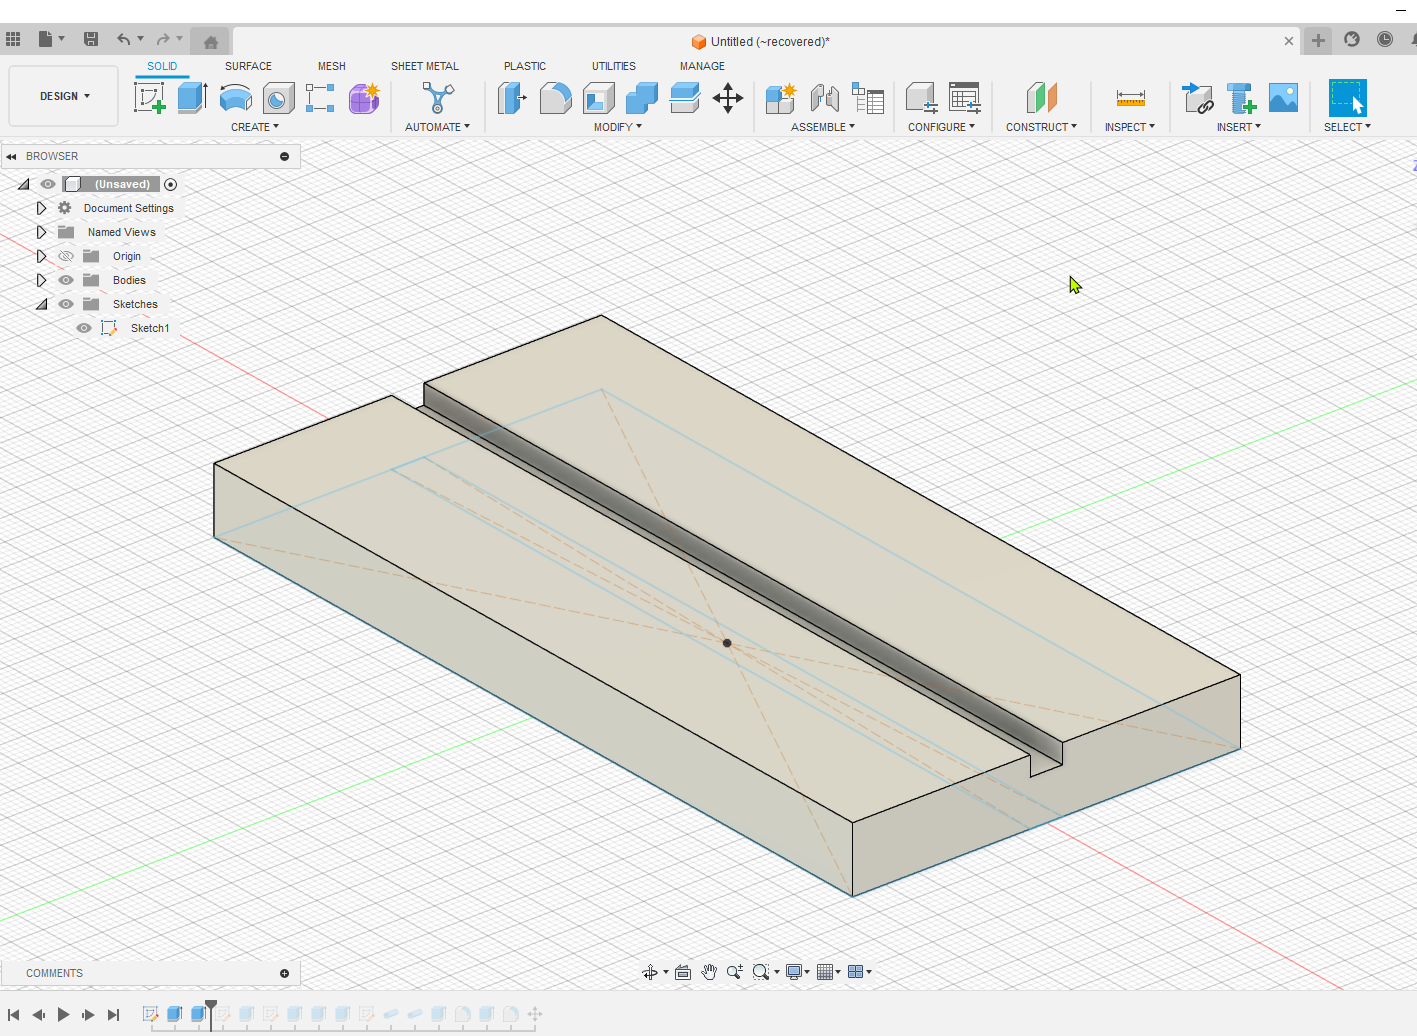 Untitled (~recovered)*
SOLID SURFACE MESH SHEET METAL PLASTIC UTILITIES MANAGE
DESIGN
CREATE AUTOMATE MODIFY ASSEMBLE CONFIGURE CONSTRUCT INSPECT INSERT SELECT
BROWSER
(Unsaved)
Document Settings
Named Views
Origin
Bodies
Sketches
Sketch1
COMMENTS